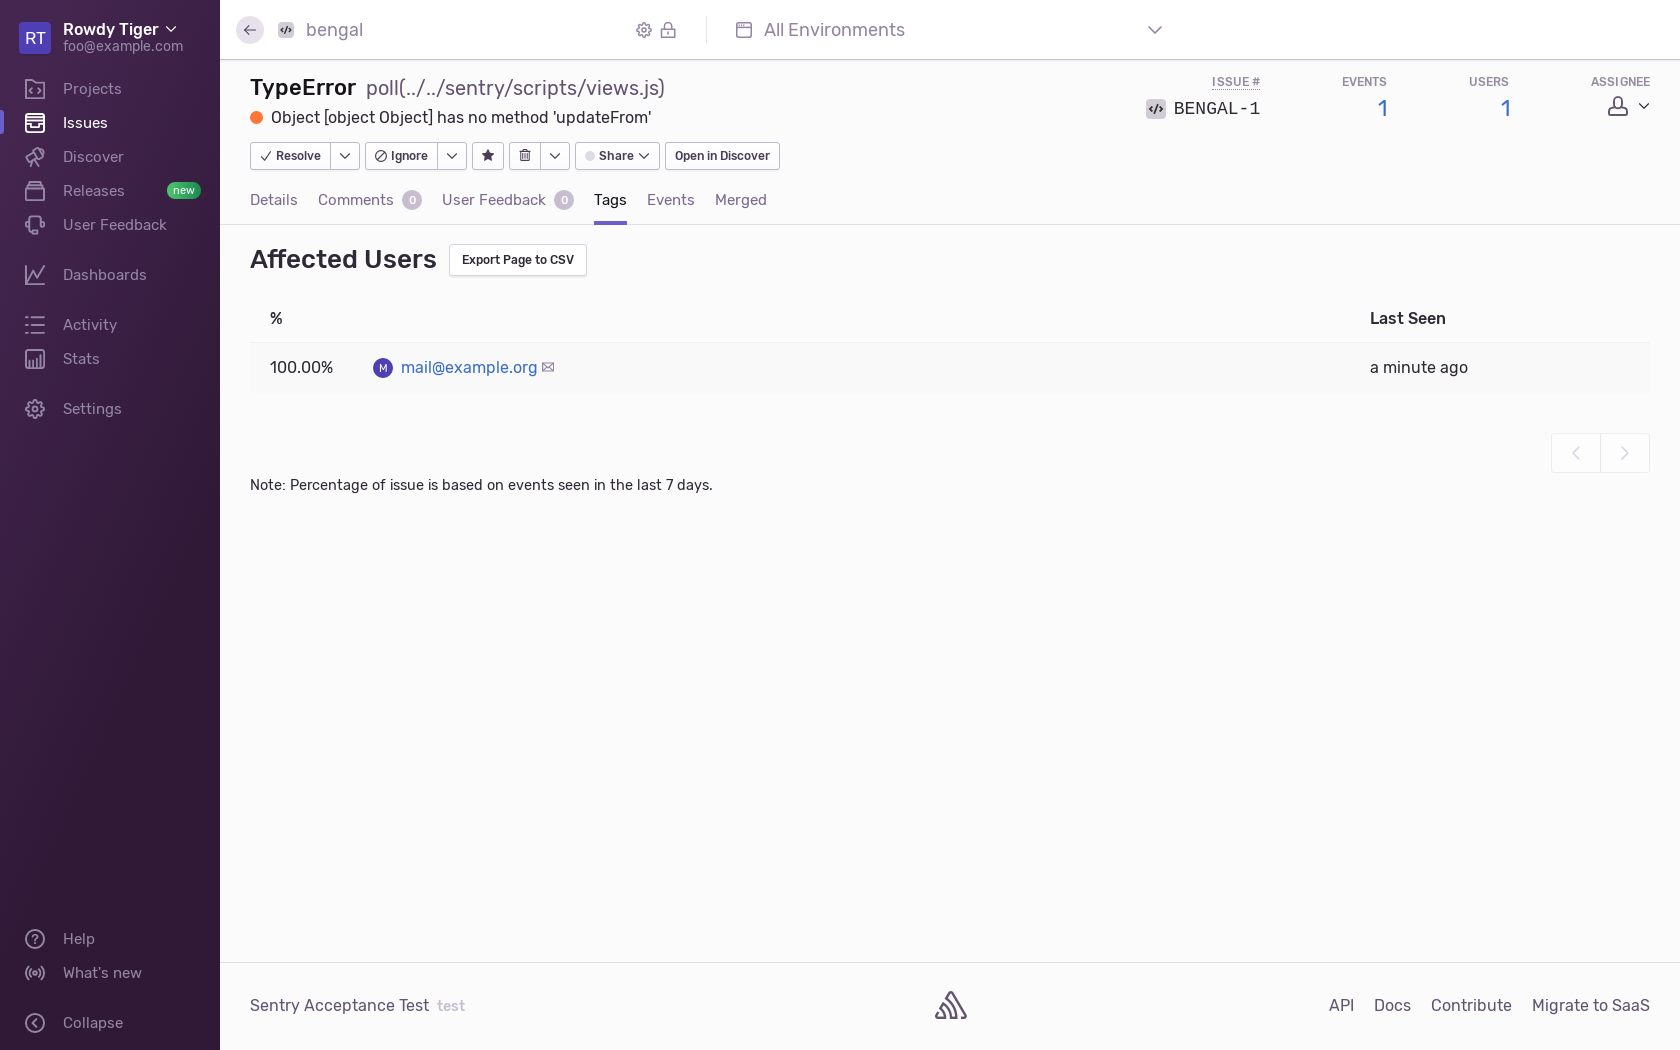 RT
Rowdy Tiger
foo@example.com
Projects
Issues
Discover
Releases new
User Feedback
Dashboards
Activity
Stats
Settings
Help
What's new
Collapse
bengal
All Environments
TypeError poll(../../sentry/scripts/views.js)
Object [object Object] has no method 'updateFrom'
ISSUE # EVENTS USERS ASSIGNEE
BENGAL-1 1 1
Resolve Ignore Share Open in Discover
Details Comments 0 User Feedback 0 Tags Events Merged
Affected Users Export Page to CSV
% Last Seen
100.00% M mail@example.org a minute ago
Note: Percentage of issue is based on events seen in the last 7 days.
Sentry Acceptance Test test API Docs Contribute Migrate to SaaS